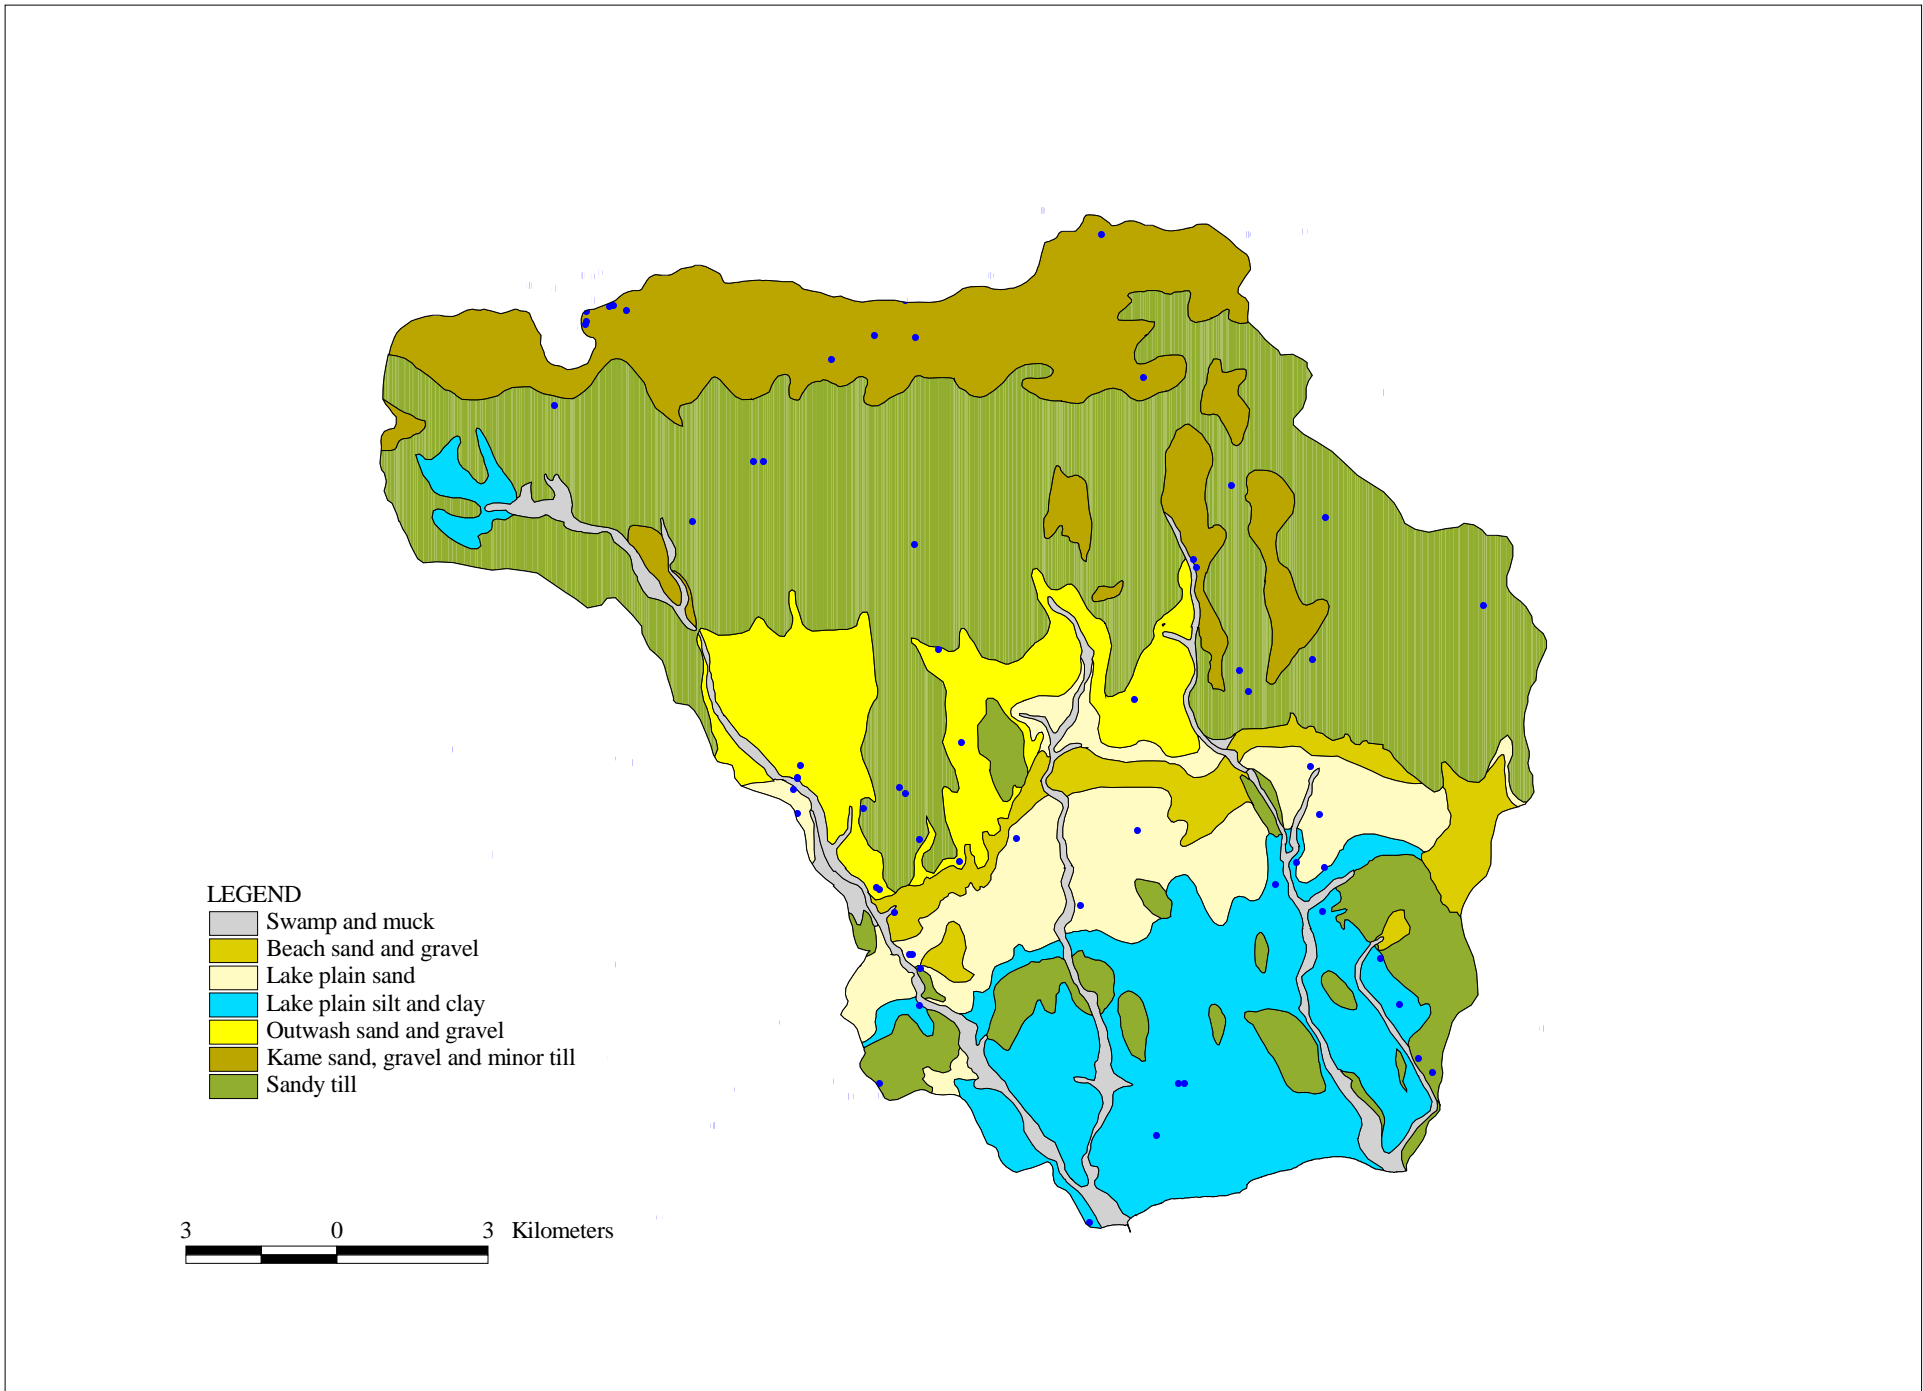 LEGEND
Swamp and muck
Beach sand and gravel
Lake plain sand
Lake plain silt and clay
Outwash sand and gravel
Kame sand, gravel and minor till
Sandy till
3 0 3 Kilometers